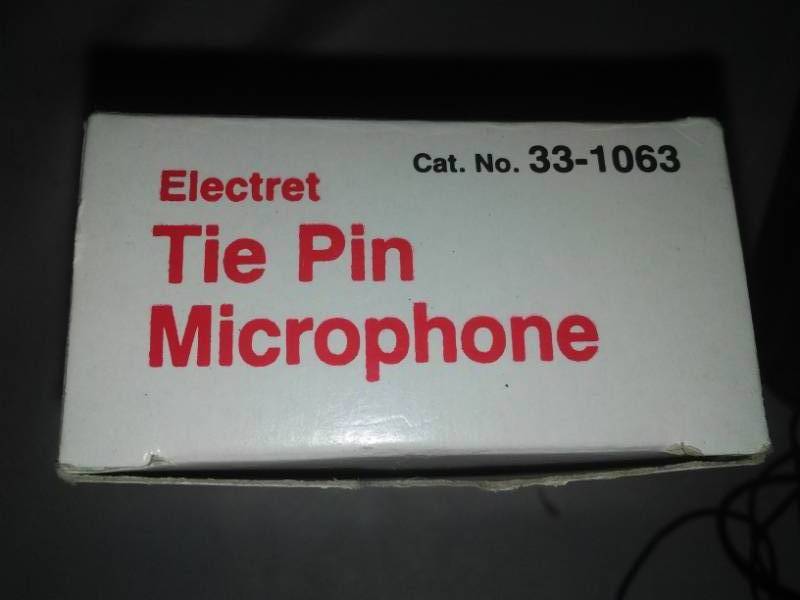 Cat. No. 33-1063
Electret
Tie Pin
Microphone